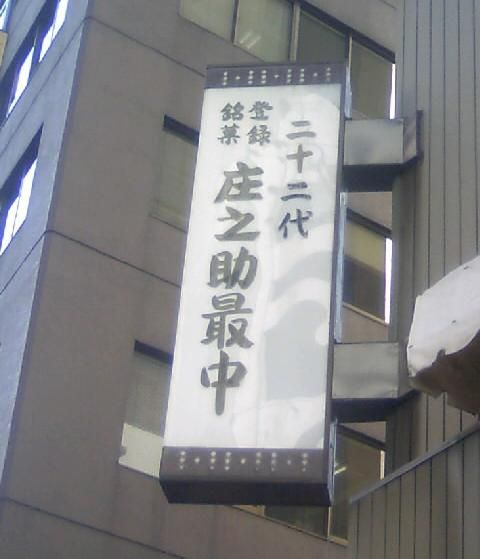 二十二代
登録
銘菓
庄之助最中